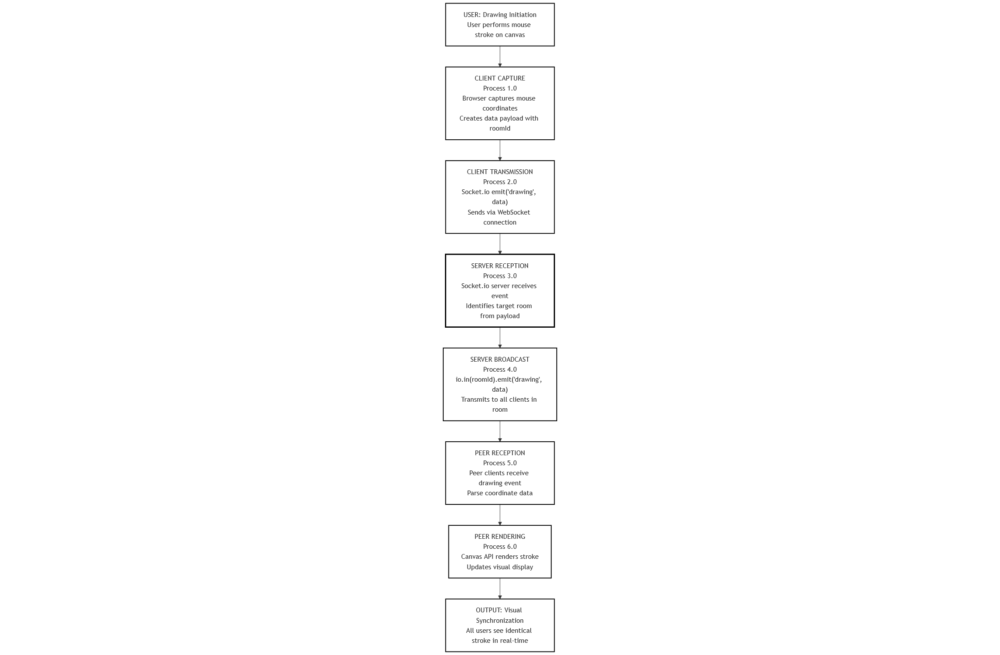 USER: Drawing Initiation
User performs mouse
stroke on canvas
CLIENT CAPTURE
Process 1.0
Browser captures mouse
coordinates
Creates data payload with
roomId
CLIENT TRANSMISSION
Process 2.0
Socket.io emit('drawing',
data)
Sends via WebSocket
connection
SERVER RECEPTION
Process 3.0
Socket.io server receives
event
Identifies target room
from payload
SERVER BROADCAST
Process 4.0
io.in(roomId).emit('drawing',
data)
Transmits to all clients in
room
PEER RECEPTION
Process 5.0
Peer clients receive
drawing event
Parse coordinate data
PEER RENDERING
Process 6.0
Canvas API renders stroke
Updates visual display
OUTPUT: Visual
Synchronization
All users see identical
stroke in real-time